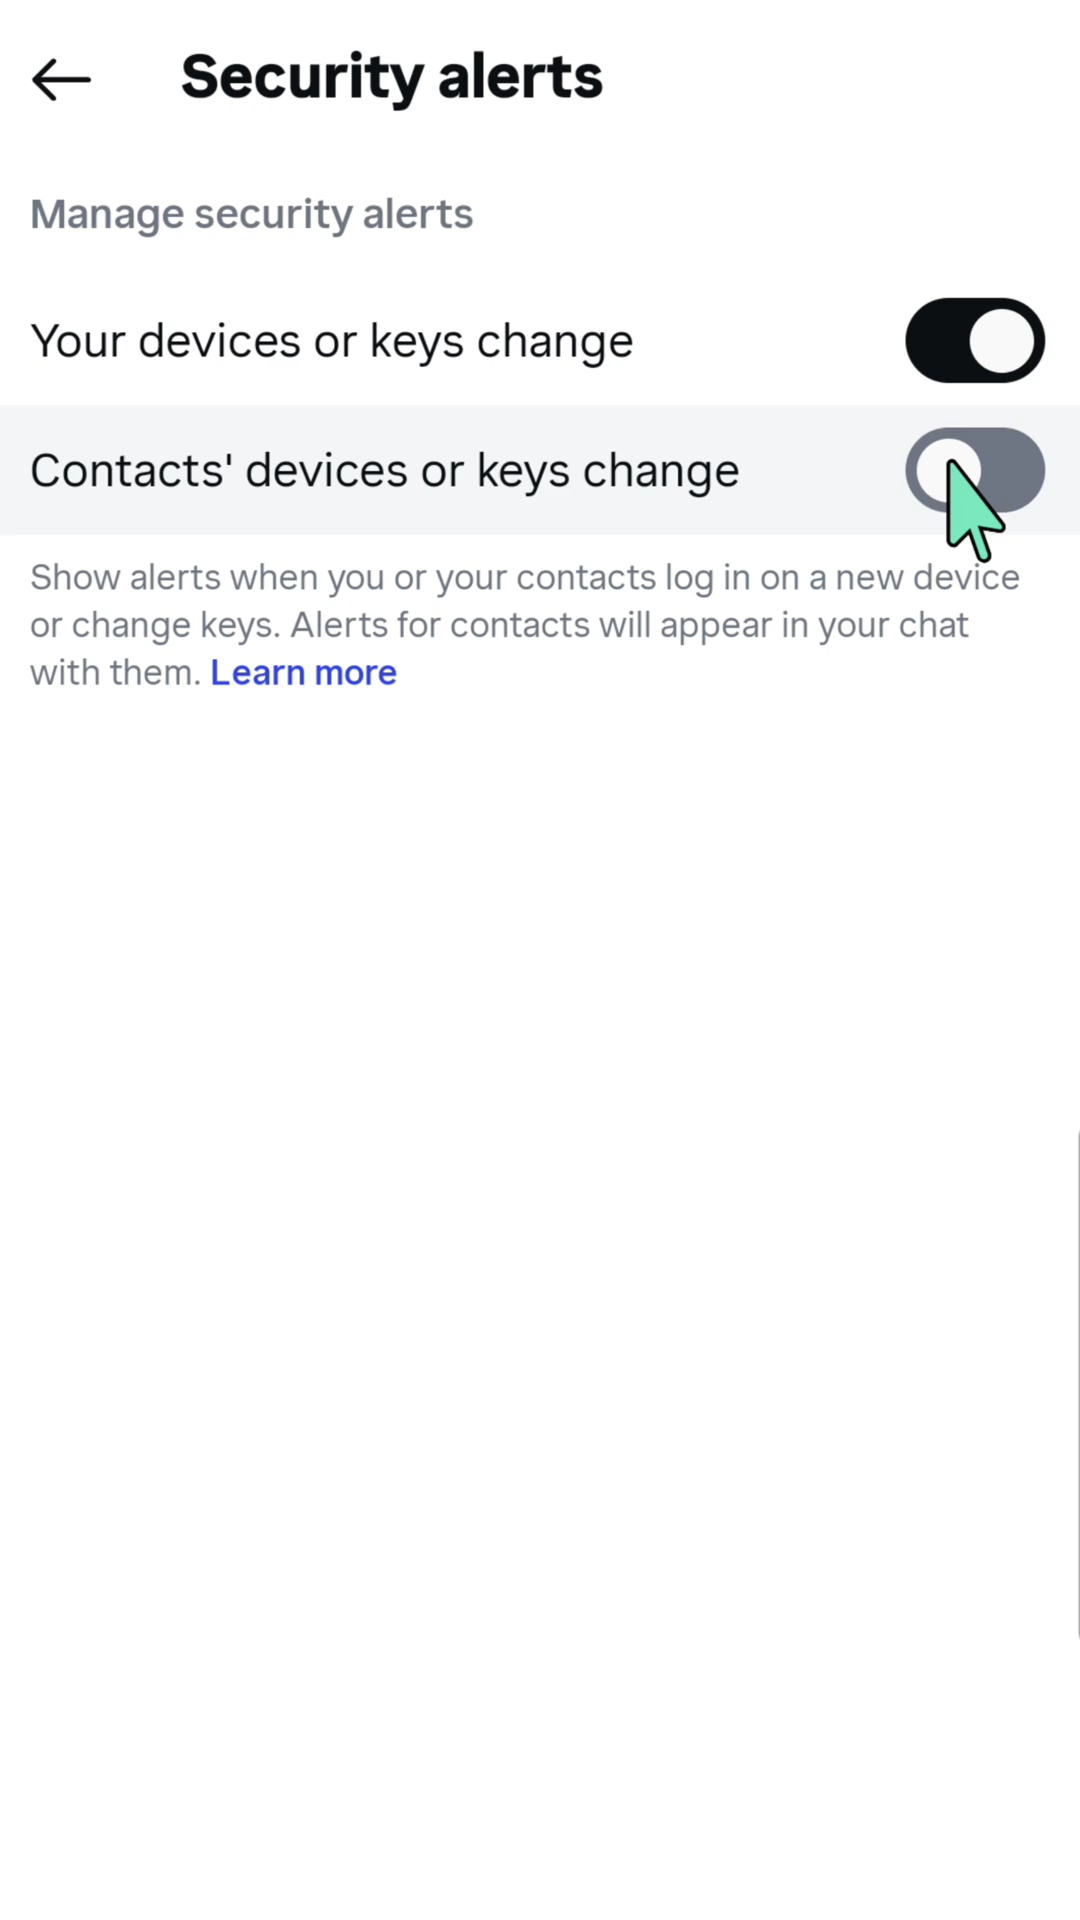 Security alerts
Manage security alerts
Your devices or keys change
Contacts' devices or keys change
Show alerts when you or your contacts log in on a new device
or change keys. Alerts for contacts will appear in your chat
with them. Learn more